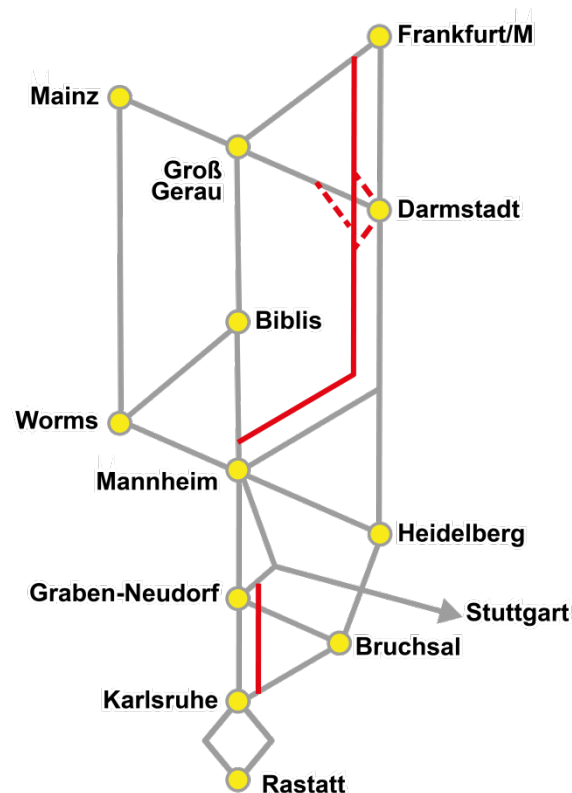 Frankfurt/M
Mainz
Groß
Gerau
Darmstadt
Biblis
Worms
Mannheim
Heidelberg
Graben-Neudorf
Stuttgart
Bruchsal
Karlsruhe
Rastatt